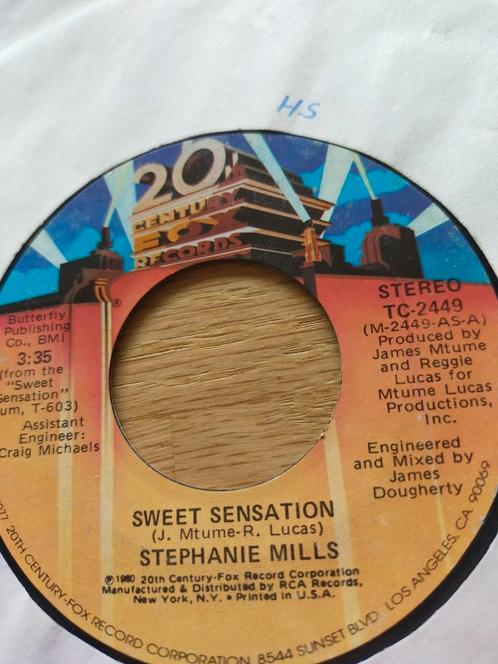 H.S
20th
CENTURY
FOX
RECORDS
®
Butterfly
Publishing
Co., BMI
3:35
(from the
"Sweet
Sensation"
um, T-603)
Assistant
Engineer:
Craig Michaels
STEREO
TC-2449
(M-2449-AS-A)
Produced by
James Mtume
and Reggie
Lucas for
Mtume Lucas
Productions,
Inc.
Engineered
and Mixed by
James
Dougherty
SWEET SENSATION
(J. Mtume-R. Lucas)
STEPHANIE MILLS
℗ 1980 20th Century-Fox Record Corporation
Manufactured & Distributed by RCA Records,
New York, N.Y. • Printed in U.S.A.
1977 20TH CENTURY-FOX RECORD CORPORATION 8544 SUNSET BLVD. LOS ANGELES, CA 90069